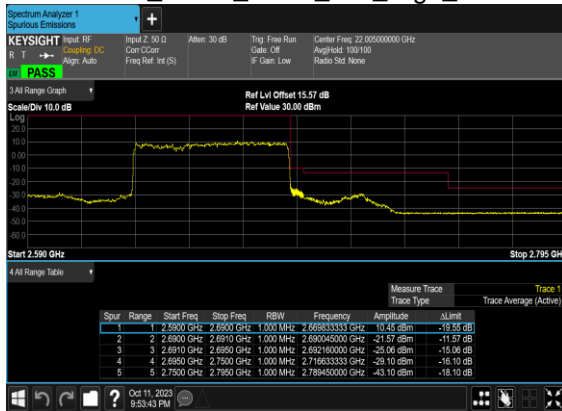 Spectrum Analyzer 1
Spurious Emissions
+
KEYSIGHT
R T
PASS
Input: RF
Coupling: DC
Align: Auto
Input Z: 50 Ω
Corr CCorr
Freq Ref: Int (S)
Atten: 30 dB
Trig: Free Run
Gate: Off
IF Gain: Low
Center Freq: 22.005000000 GHz
Avg|Hold: 100/100
Radio Std: None
3 All Range Graph
Scale/Div 10.0 dB
Ref Lvl Offset 15.57 dB
Ref Value 30.00 dBm
Log
20.0
10.0
0.00
-10.0
-20.0
-30.0
-40.0
-50.0
-60.0
Start 2.590 GHz
Stop 2.795 GH
4 All Range Table
Measure Trace Trace 1
Trace Type Trace Average (Active)
Spur Range Start Freq Stop Freq RBW Frequency Amplitude ΔLimit
1 1 2.5900 GHz 2.6900 GHz 1.000 MHz 2.669833333 GHz 10.45 dBm -19.55 dB
2 2 2.6900 GHz 2.6910 GHz 1.000 MHz 2.690045000 GHz -21.57 dBm -11.57 dB
3 3 2.6910 GHz 2.6950 GHz 1.000 MHz 2.692160000 GHz -25.06 dBm -15.06 dB
4 4 2.6950 GHz 2.7500 GHz 1.000 MHz 2.716633333 GHz -29.10 dBm -16.10 dB
5 5 2.7500 GHz 2.7950 GHz 1.000 MHz 2.789450000 GHz -43.10 dBm -18.10 dB
?
Oct 11, 2023
9:53:43 PM